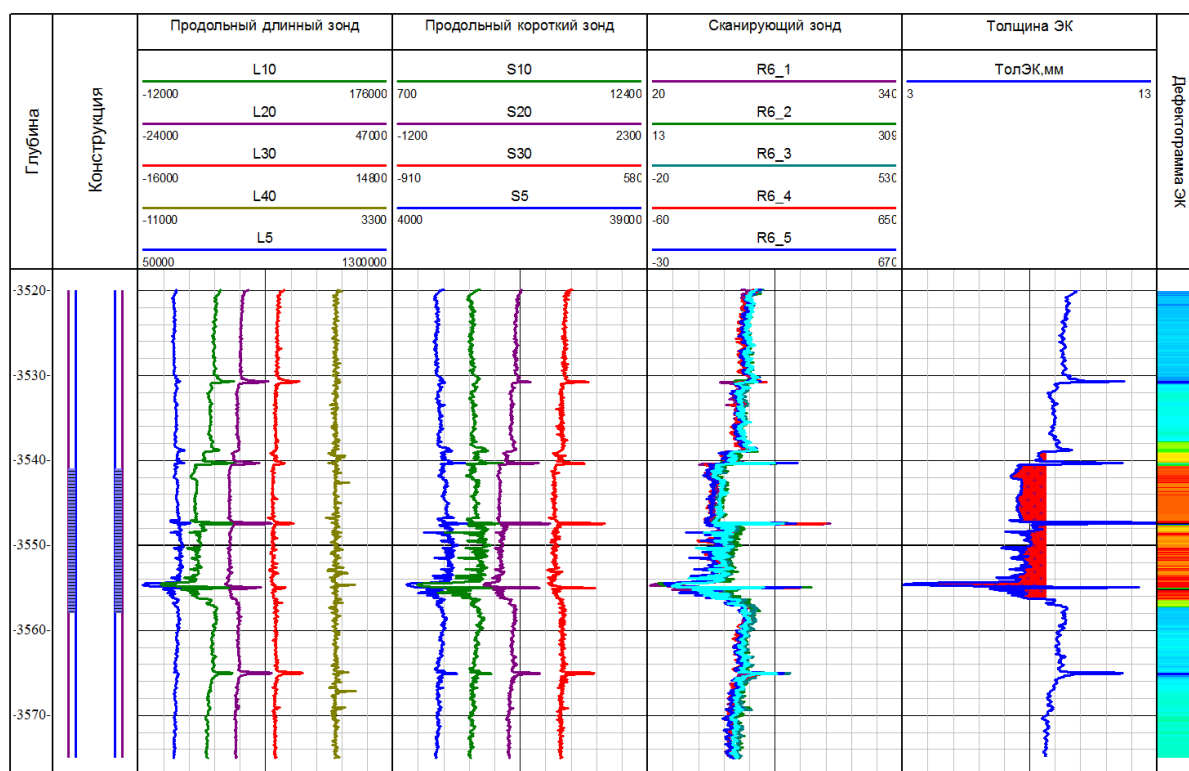 Глубина
Конструкция
Продольный длинный зонд
Продольный короткий зонд
Сканирующий зонд
Толщина ЭК
Дефектограмма ЭК
L10
-12000 176000
L20
-24000 47000
L30
-16000 14800
L40
-11000 3300
L5
50000 1300000
S10
700 12400
S20
-1200 2300
S30
-910 580
S5
4000 39000
R6_1
20 340
R6_2
13 309
R6_3
-20 530
R6_4
-60 650
R6_5
-30 670
ТолЭК,мм
3 13
-3520
-3530
-3540
-3550
-3560
-3570